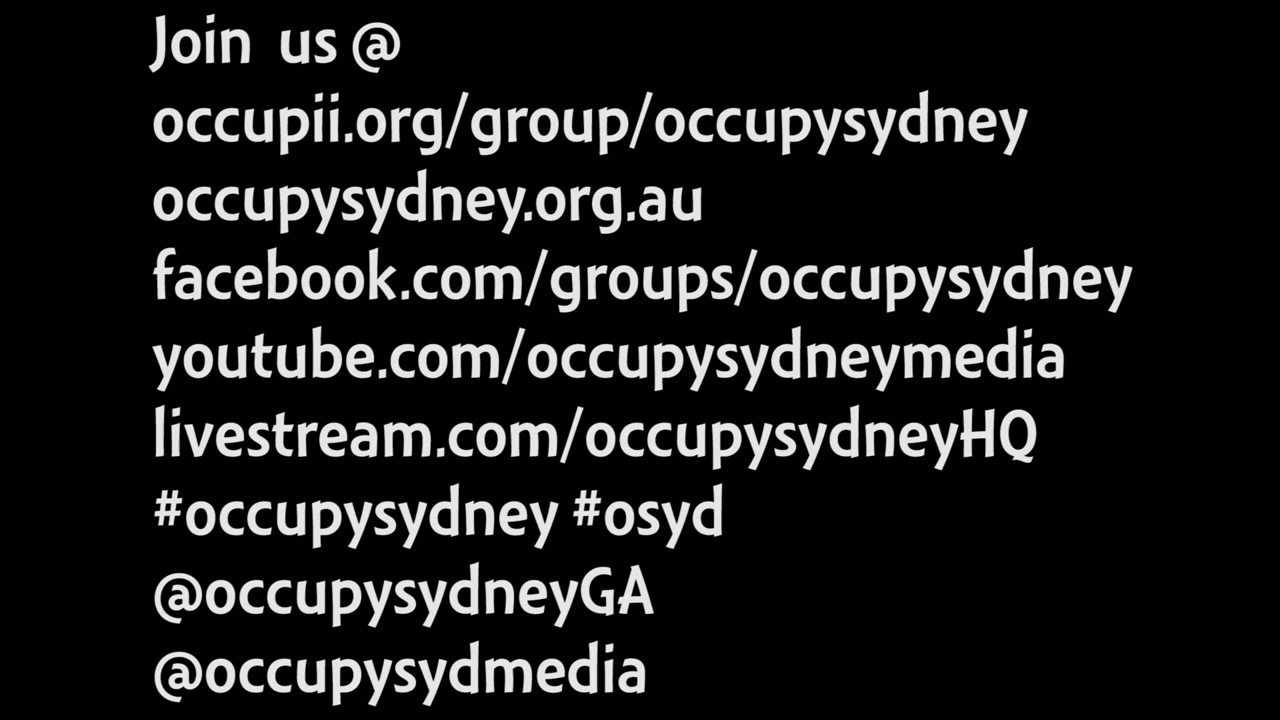 Join us @
occupii.org/group/occupysydney
occupysydney.org.au
facebook.com/groups/occupysydney
youtube.com/occupysydneymedia
livestream.com/occupysydneyHQ
#occupysydney #osyd
@occupysydneyGA
@occupysydmedia